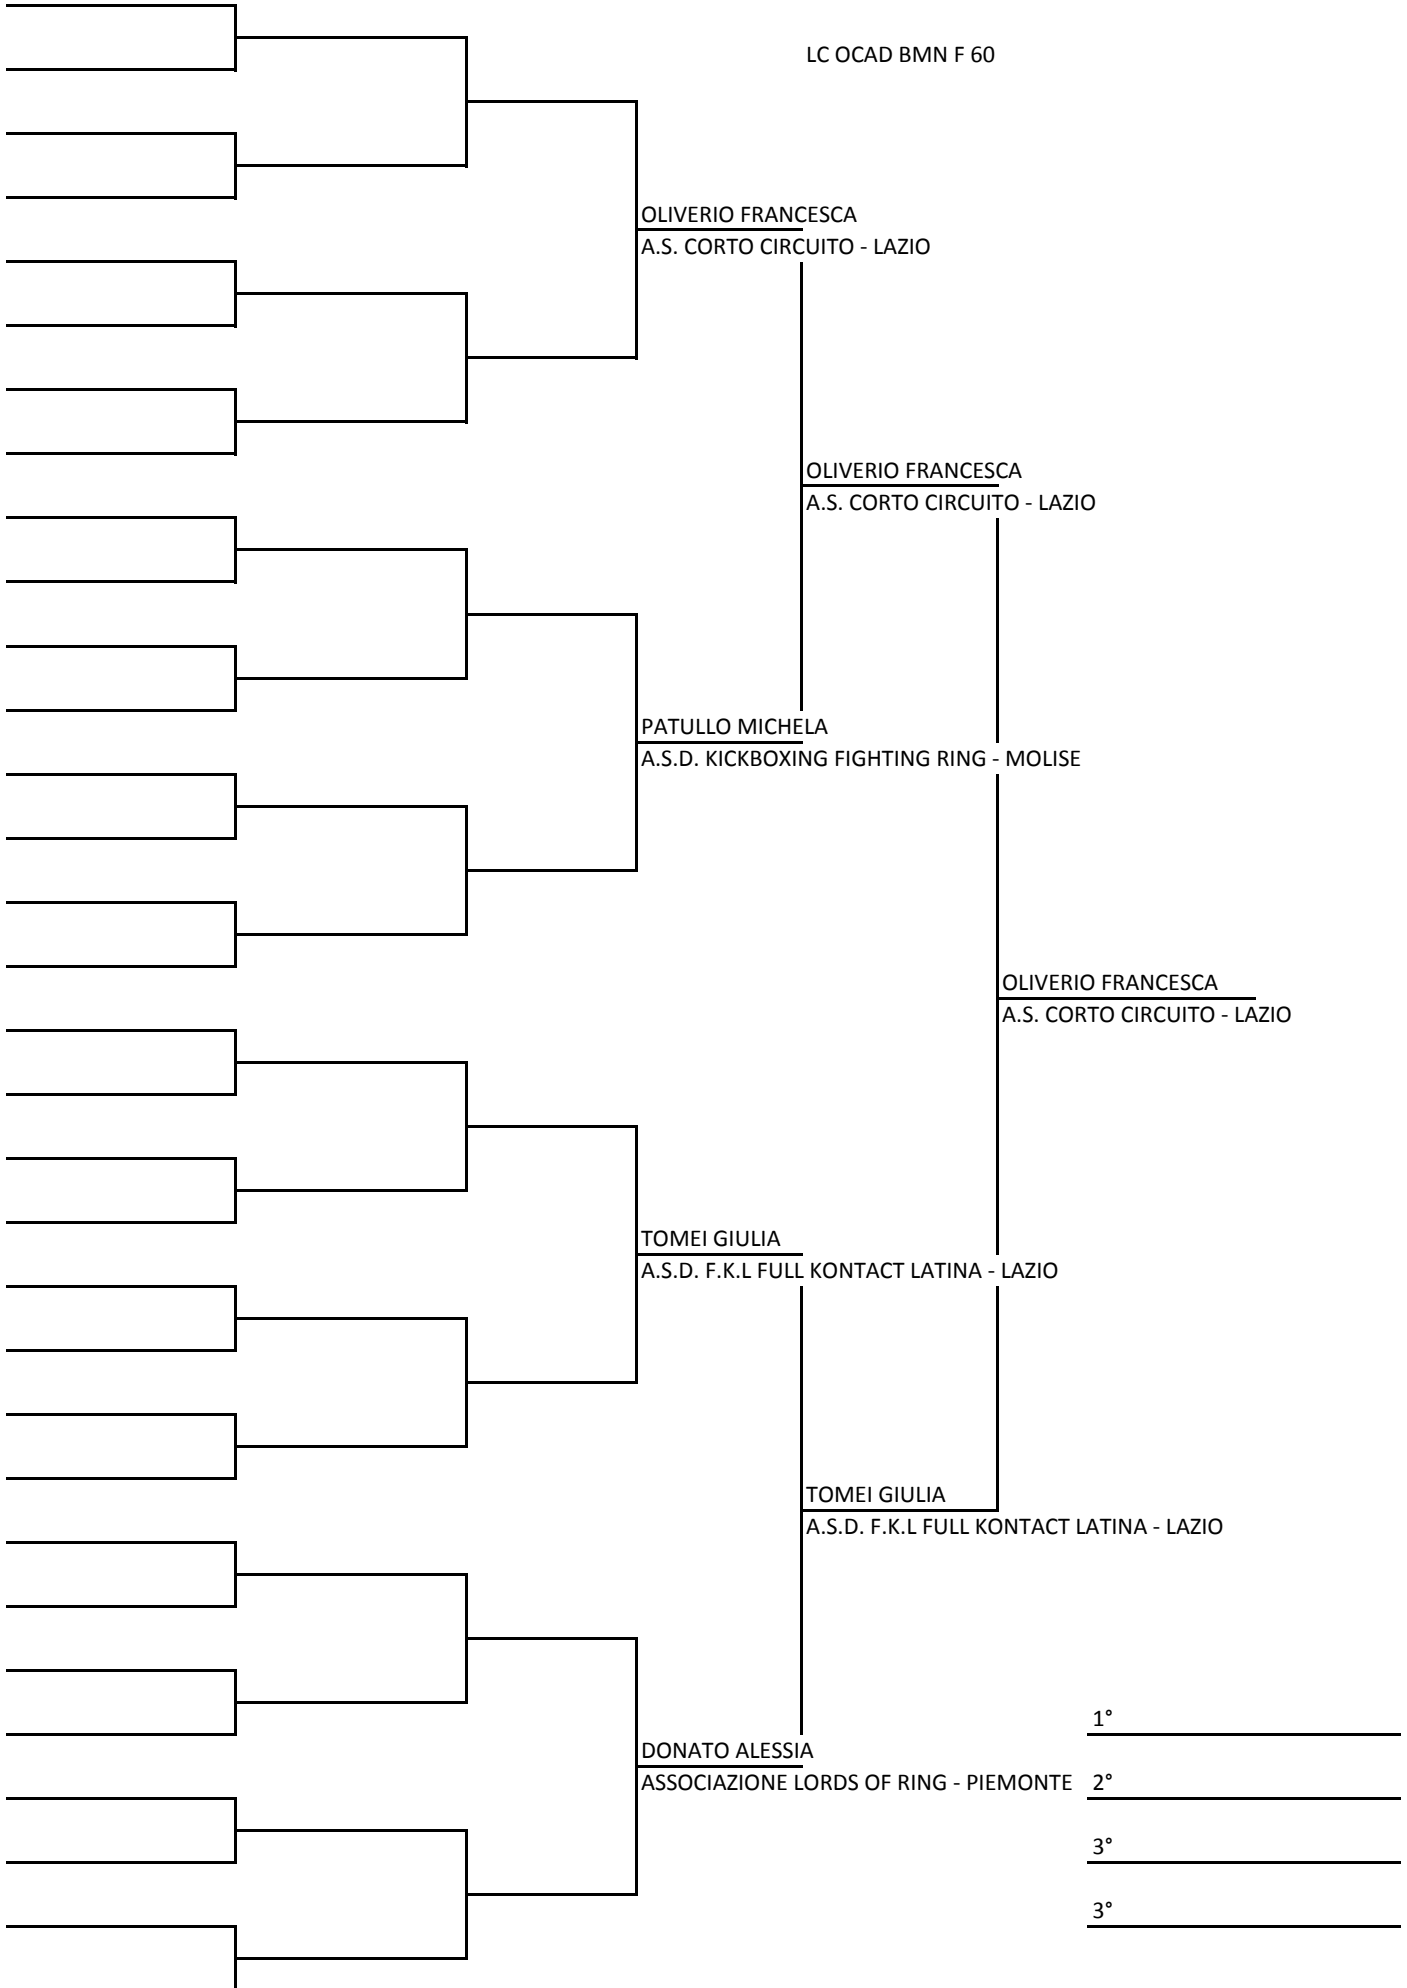 LC OCAD BMN F 60
OLIVERIO FRANCESCA
A.S. CORTO CIRCUITO - LAZIO
OLIVERIO FRANCESCA
A.S. CORTO CIRCUITO - LAZIO
PATULLO MICHELA
A.S.D. KICKBOXING FIGHTING RING - MOLISE
OLIVERIO FRANCESCA
A.S. CORTO CIRCUITO - LAZIO
TOMEI GIULIA
A.S.D. F.K.L FULL KONTACT LATINA - LAZIO
TOMEI GIULIA
A.S.D. F.K.L FULL KONTACT LATINA - LAZIO
1°
DONATO ALESSIA
ASSOCIAZIONE LORDS OF RING - PIEMONTE
2°
3°
3°